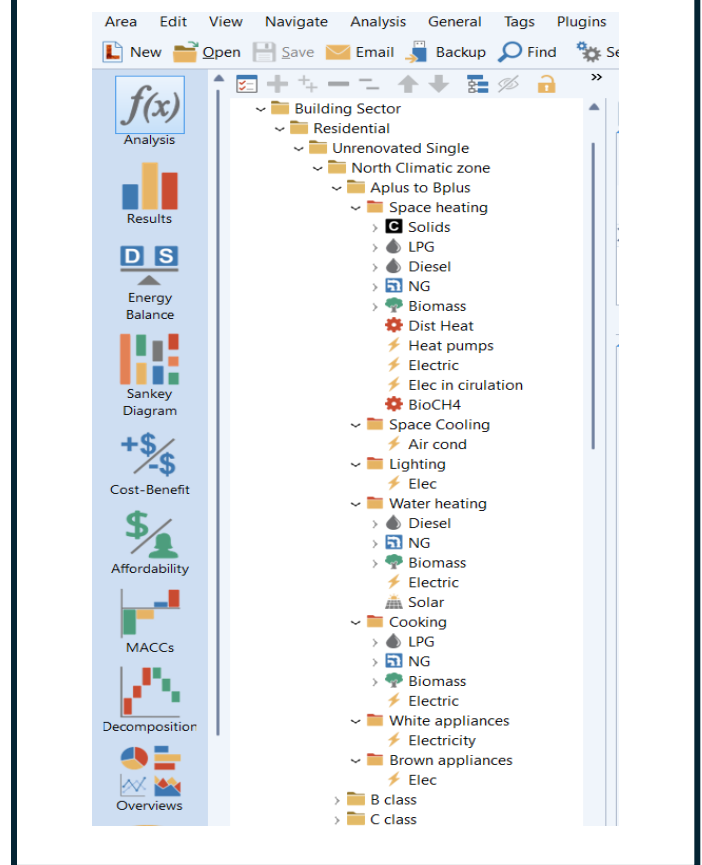 Area Edit View Navigate Analysis General Tags Plugins
New Open Save Email Backup Find Se
f(x)
Analysis
Results
D S
Energy
Balance
Sankey
Diagram
+$
-$
Cost-Benefit
$
Affordability
MACCs
Decomposition
Overviews
»
Building Sector
Residential
Unrenovated Single
North Climatic zone
Aplus to Bplus
Space heating
C Solids
LPG
Diesel
NG
Biomass
Dist Heat
Heat pumps
Electric
Elec in cirulation
BioCH4
Space Cooling
Air cond
Lighting
Elec
Water heating
Diesel
NG
Biomass
Electric
Solar
Cooking
LPG
NG
Biomass
Electric
White appliances
Electricity
Brown appliances
Elec
B class
C class